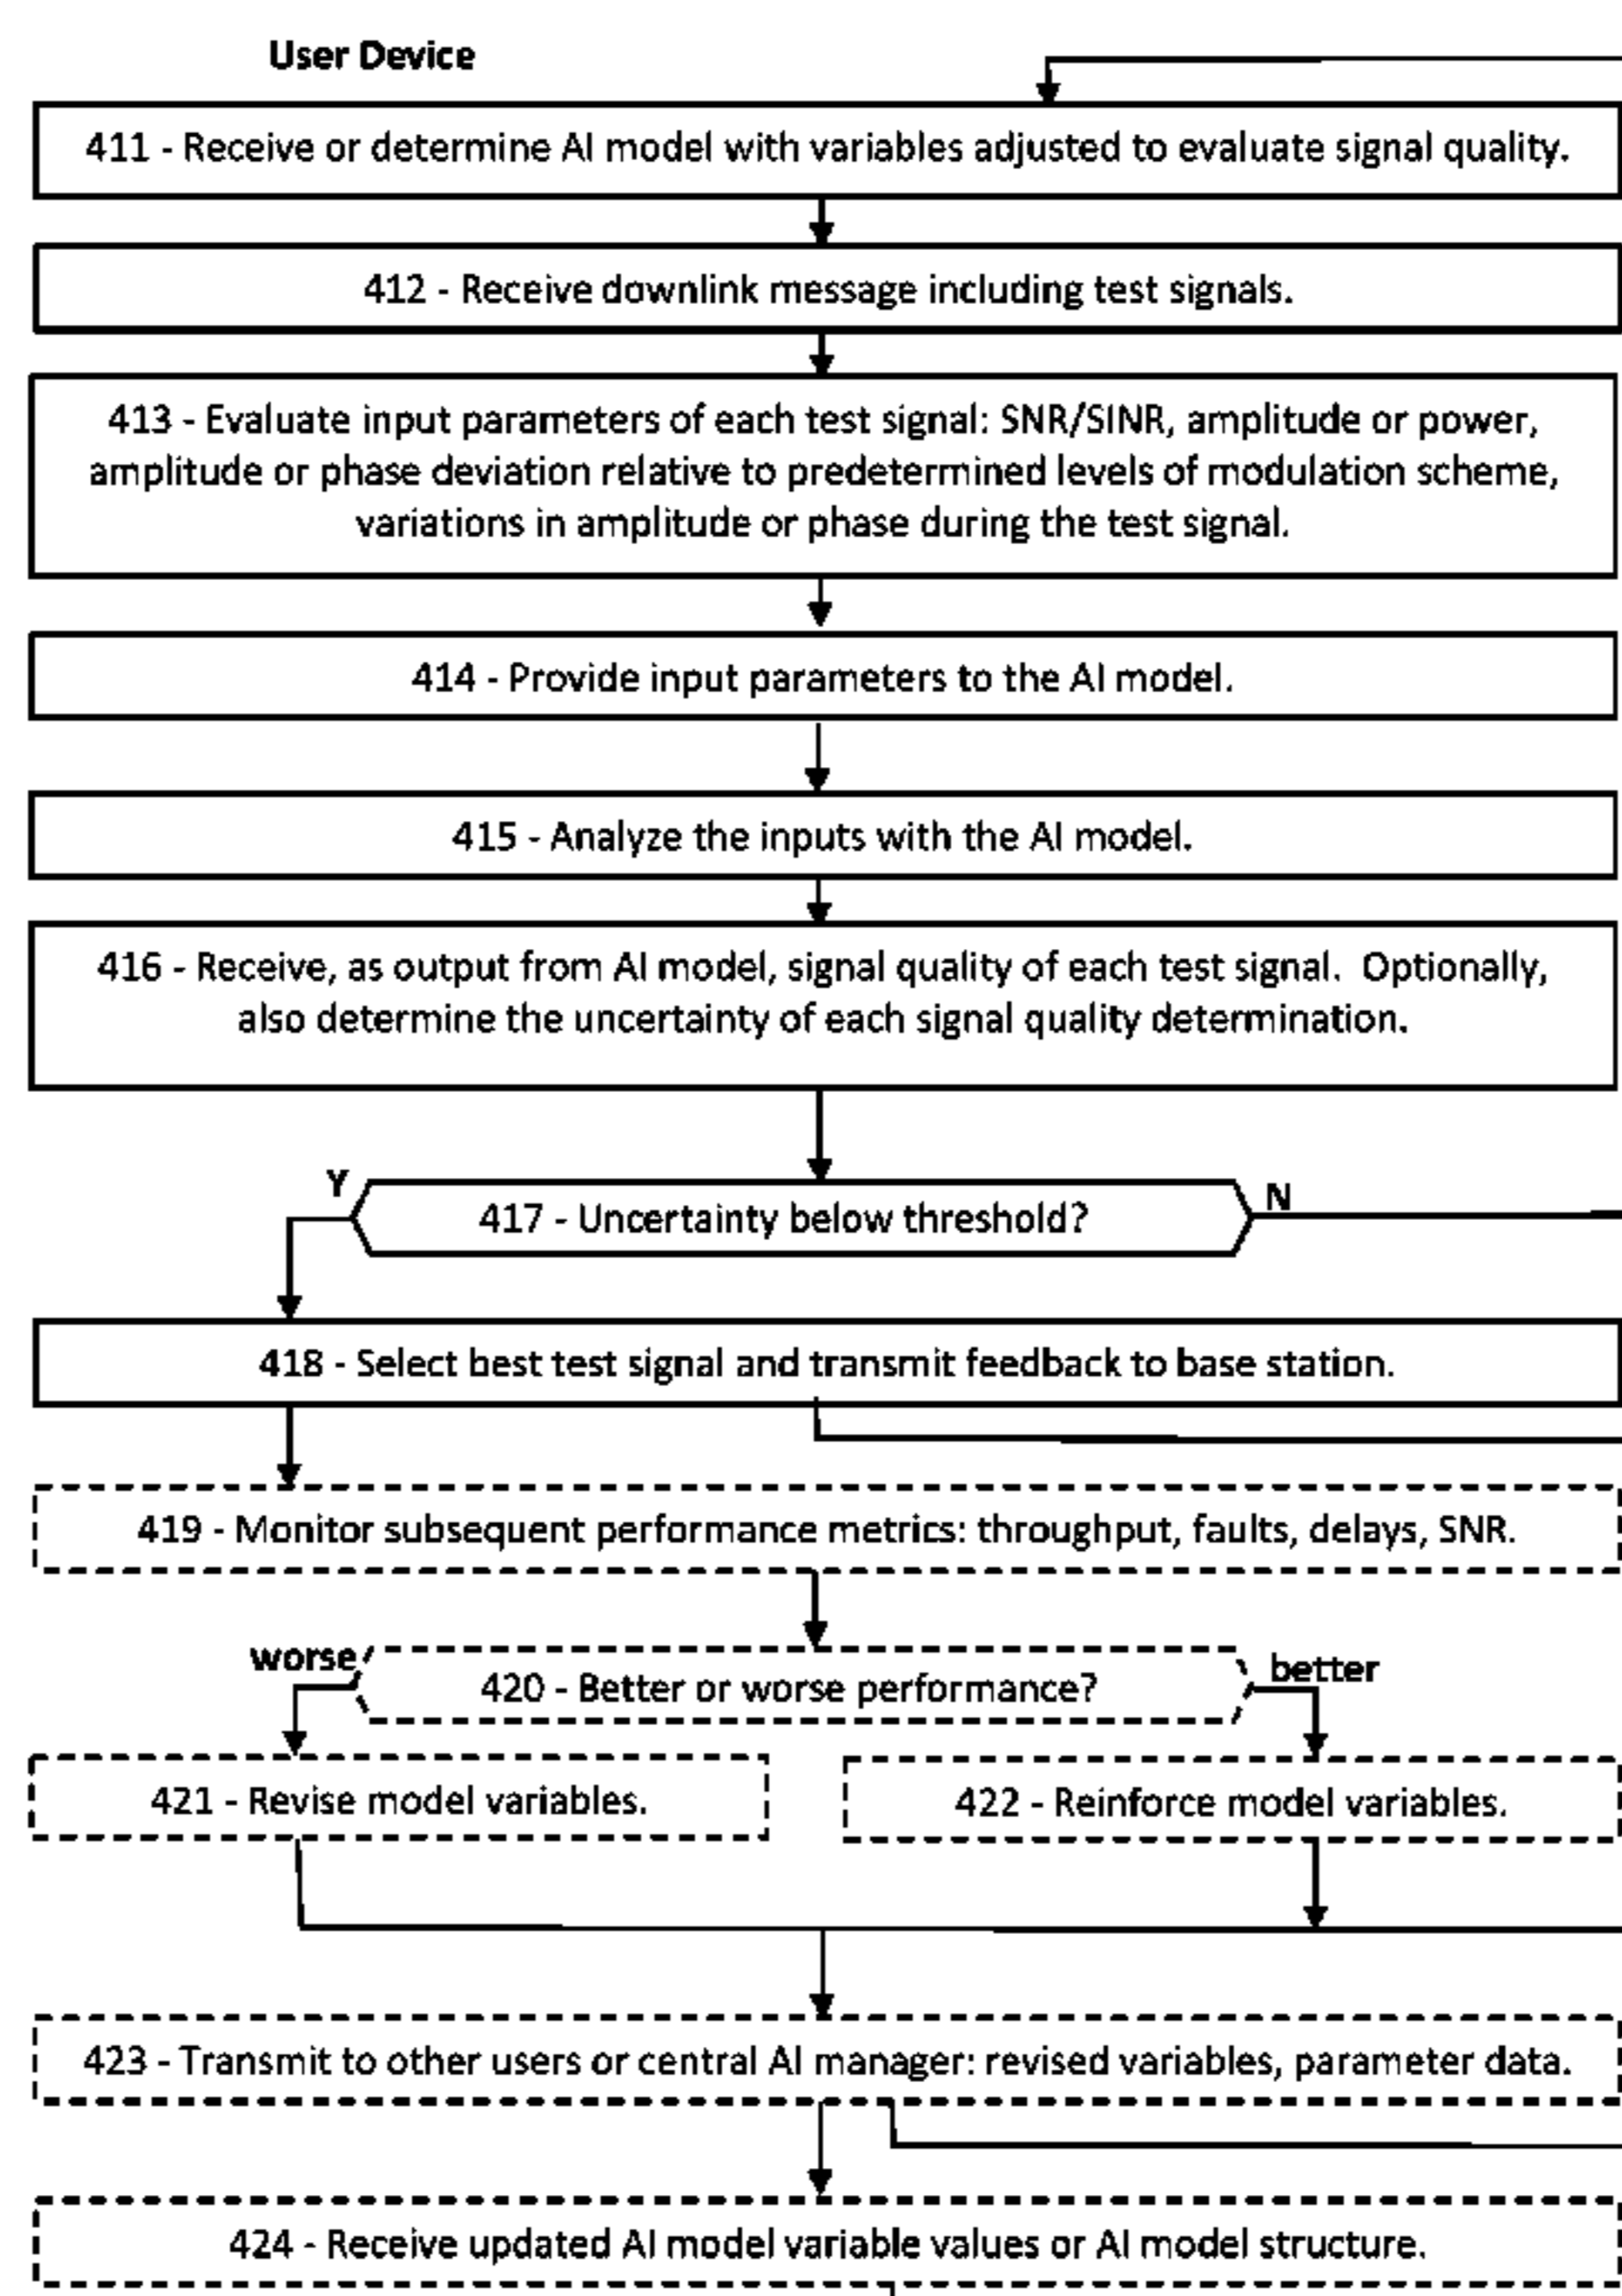 User Device
411 - Receive or determine AI model with variables adjusted to evaluate signal quality.
412 - Receive downlink message including test signals.
413 - Evaluate input parameters of each test signal: SNR/SINR, amplitude or power,
amplitude or phase deviation relative to predetermined levels of modulation scheme,
variations in amplitude or phase during the test signal.
414 - Provide input parameters to the AI model.
415 - Analyze the inputs with the AI model.
416 - Receive, as output from AI model, signal quality of each test signal.  Optionally,
also determine the uncertainty of each signal quality determination.
Y
417 - Uncertainty below threshold?
N
418 - Select best test signal and transmit feedback to base station.
419 - Monitor subsequent performance metrics: throughput, faults, delays, SNR.
worse
420 - Better or worse performance?
better
421 - Revise model variables.
422 - Reinforce model variables.
423 - Transmit to other users or central AI manager: revised variables, parameter data.
424 - Receive updated AI model variable values or AI model structure.